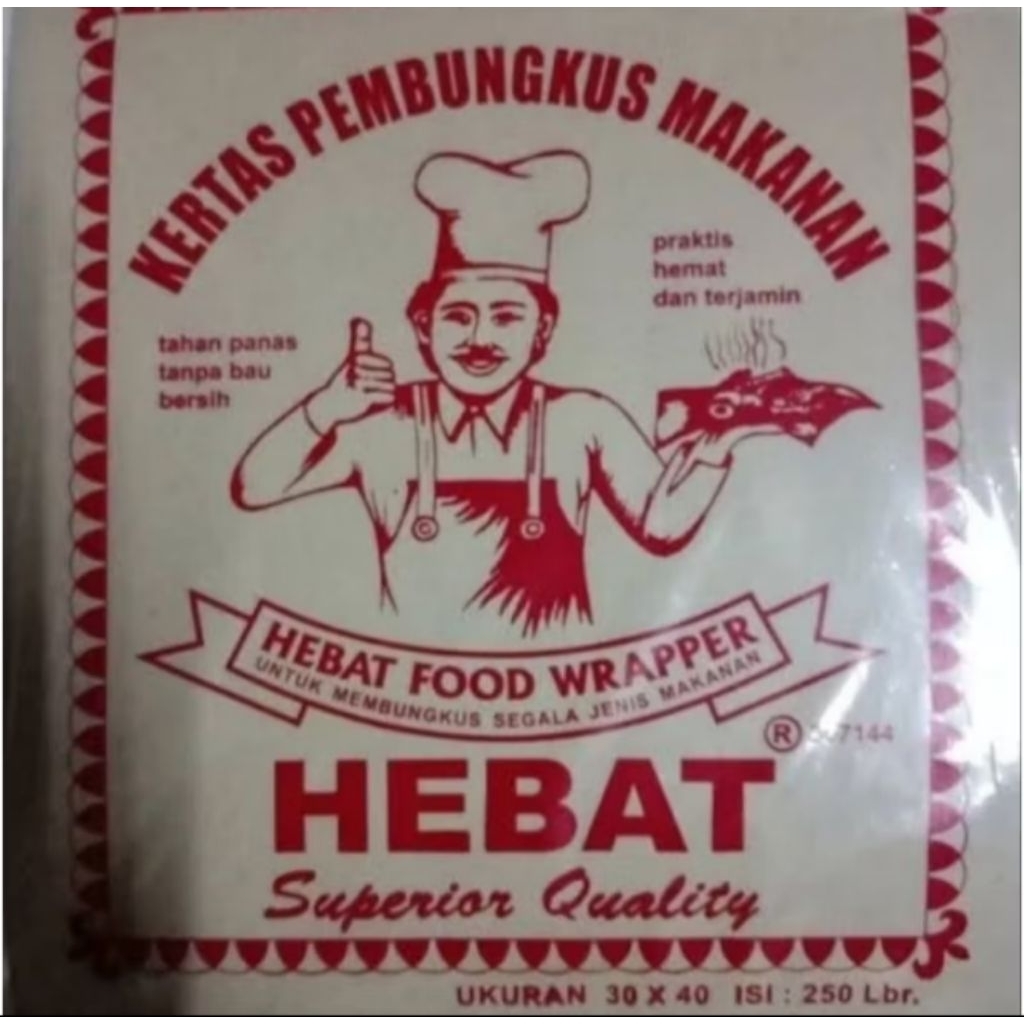 KERTAS PEMBUNGKUS MAKANAN
praktis
hemat
dan terjamin
tahan panas
tanpa bau
bersih
HEBAT FOOD WRAPPER
UNTUK MEMBUNGKUS SEGALA JENIS MAKANAN
®
HEBAT
Superior Quality
UKURAN 30 X 40 ISI : 250 Lbr.